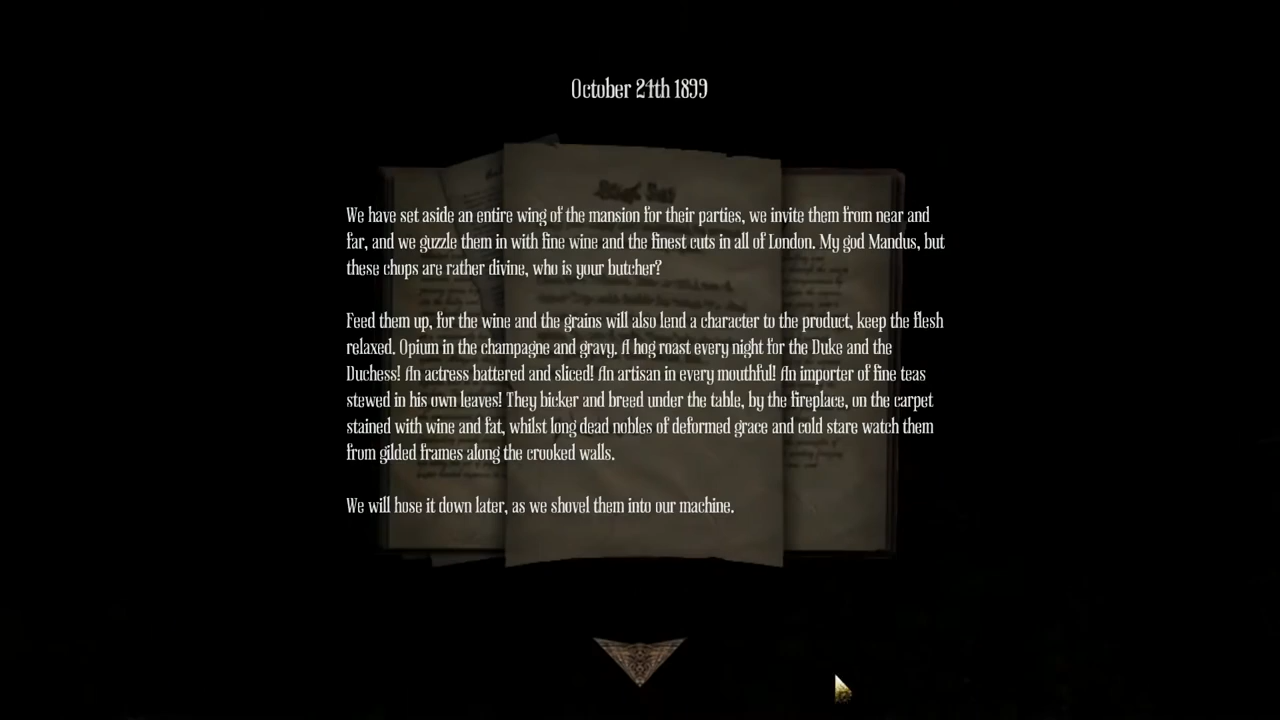 October 24th 1899
We have set aside an entire wing of the mansion for their parties, we invite them from near and
far, and we guzzle them in with fine wine and the finest cuts in all of London. My god Mandus, but
these chops are rather divine, who is your butcher?
Feed them up, for the wine and the grains will also lend a character to the product, keep the flesh
relaxed. Opium in the champagne and gravy. A hog roast every night for the Duke and the
Duchess! An actress battered and sliced! An artisan in every mouthful! An importer of fine teas
stewed in his own leaves! They bicker and breed under the table, by the fireplace, on the carpet
stained with wine and fat, whilst long dead nobles of deformed grace and cold stare watch them
from gilded frames along the crooked walls.
We will hose it down later, as we shovel them into our machine.